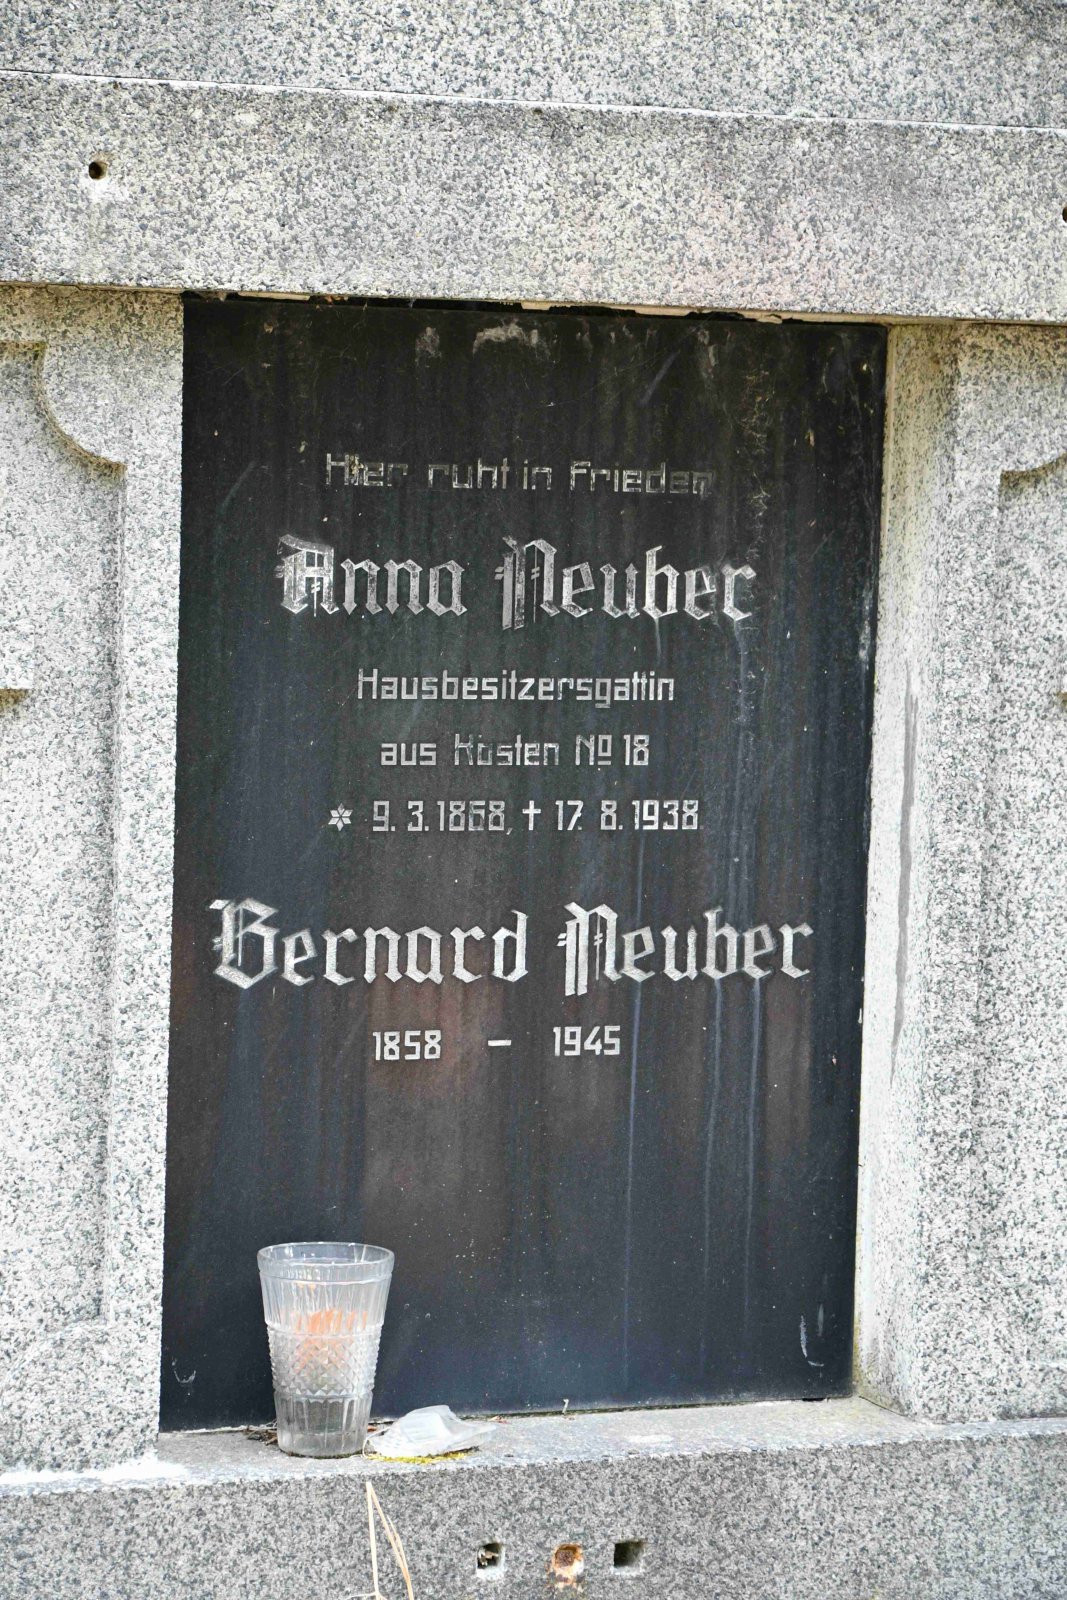 Hier ruht in Frieden
Anna Neuber
Hausbesitzersgattin
aus Kosten No 18
* 9. 3. 1868, † 17. 8. 1938.
Bernard Neuber
1858 – 1945